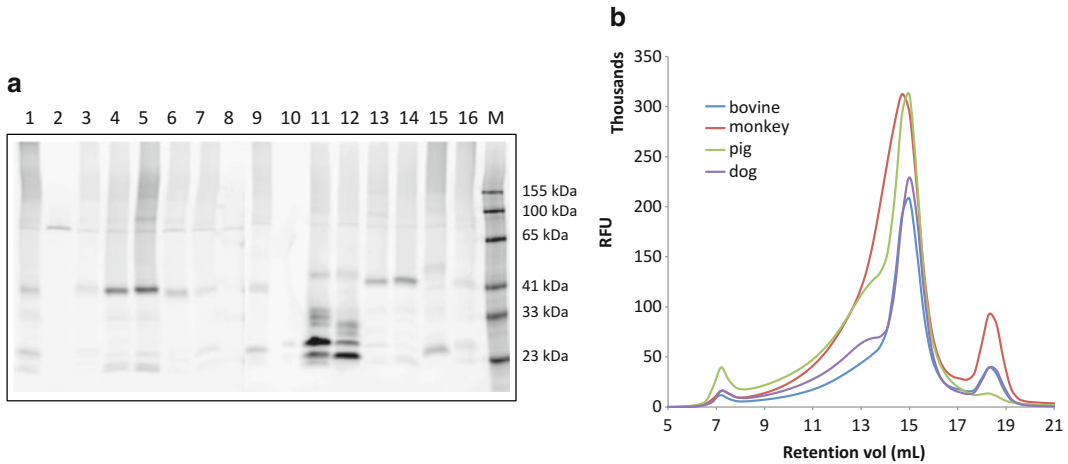 a
1 2 3 4 5 6 7 8 9 10 11 12 13 14 15 16 M
155 kDa
100 kDa
65 kDa
41 kDa
33 kDa
23 kDa
b
Thousands
RFU
350
300
250
200
150
100
50
0
bovine
monkey
pig
dog
5 7 9 11 13 15 17 19 21
Retention vol (mL)